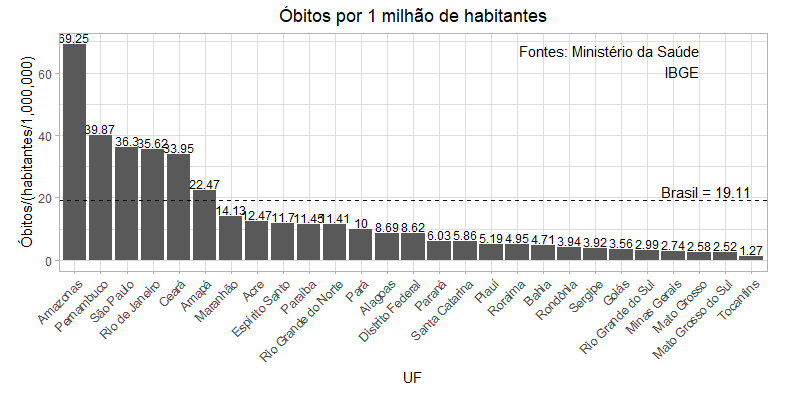 Óbitos por 1 milhão de habitantes
Óbitos/(habitantes/1,000,000)
60
40
20
0
69.25
39.87
36.3
35.62
33.95
22.47
14.13
12.47
11.7
11.45
11.41
10
8.69
8.62
6.03
5.86
5.19
4.95
4.71
3.94
3.92
3.56
2.99
2.74
2.58
2.52
1.27
Fontes: Ministério da Saúde
IBGE
Brasil = 19.11
Amazonas
Pernambuco
São Paulo
Rio de Janeiro
Ceará
Amapá
Maranhão
Acre
Espírito Santo
Paraíba
Rio Grande do Norte
Pará
Alagoas
Distrito Federal
Paraná
Santa Catarina
Piauí
Roraima
Bahia
Rondônia
Sergipe
Goiás
Rio Grande do Sul
Minas Gerais
Mato Grosso
Mato Grosso do Sul
Tocantins
UF